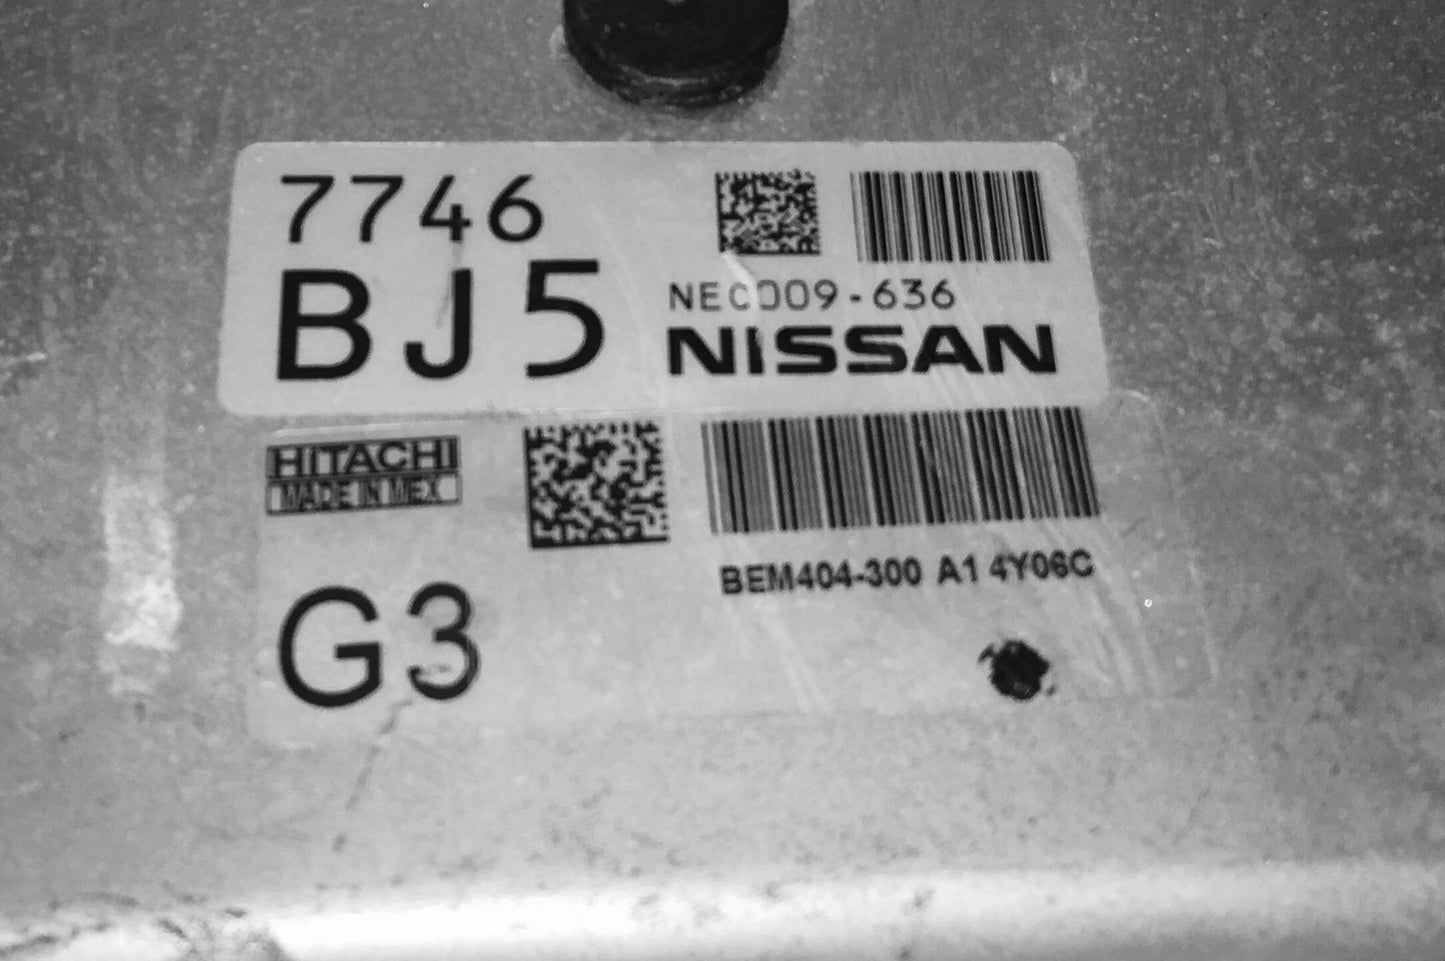 7746
BJ5
NEC009-636
NISSAN
HITACHI
MADE IN MEX
BEM404-300 A1 4Y06C
G3